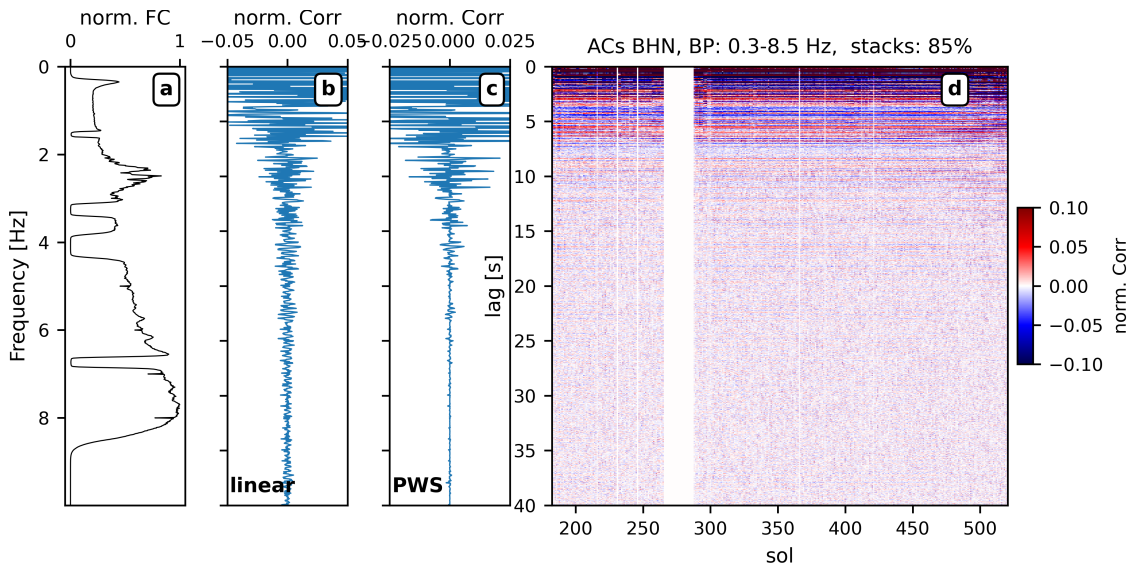 norm. FC
norm. Corr
norm. Corr
0
1
−0.05
0.00
0.05
−0.025
0.000
0.025
ACs BHN, BP: 0.3-8.5 Hz,  stacks: 85%
a
b
c
d
Frequency [Hz]
0
2
4
6
8
linear
PWS
lag [s]
0
5
10
15
20
25
30
35
40
200
250
300
350
400
450
500
sol
0.10
0.05
0.00
−0.05
−0.10
norm. Corr